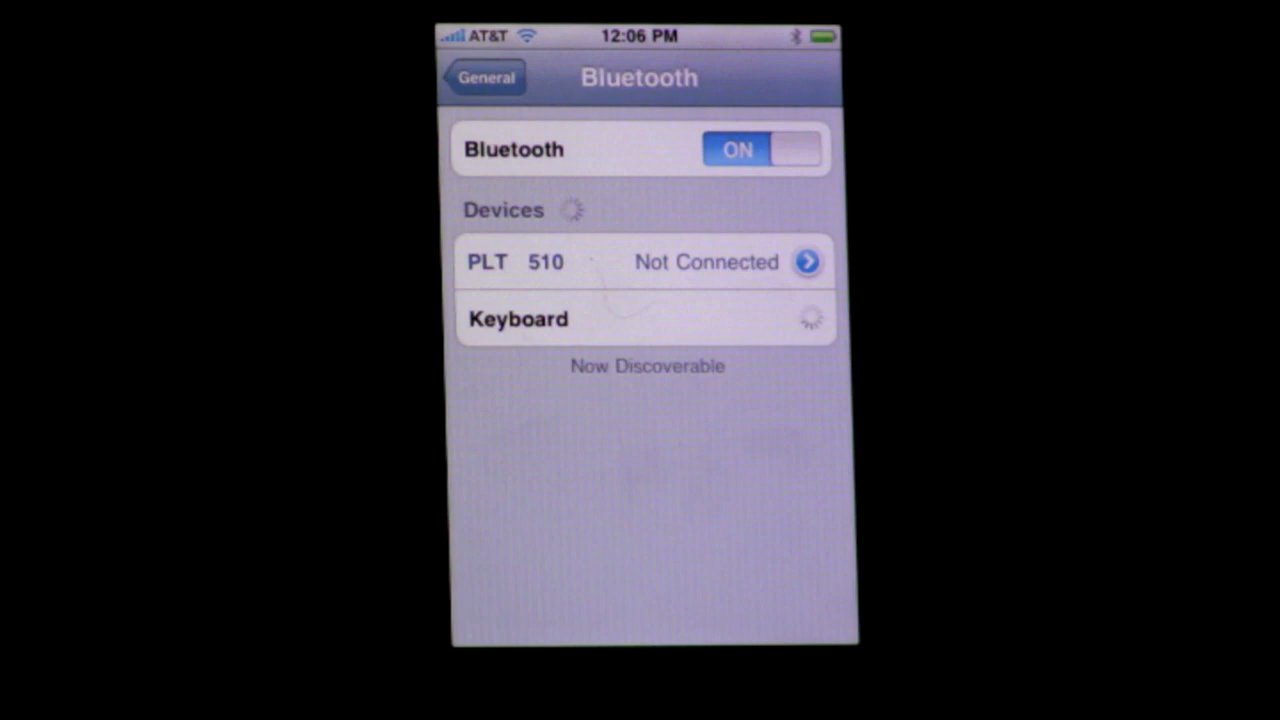 AT&T 12:06 PM
General Bluetooth
Bluetooth ON
Devices
PLT 510 Not Connected
Keyboard
Now Discoverable